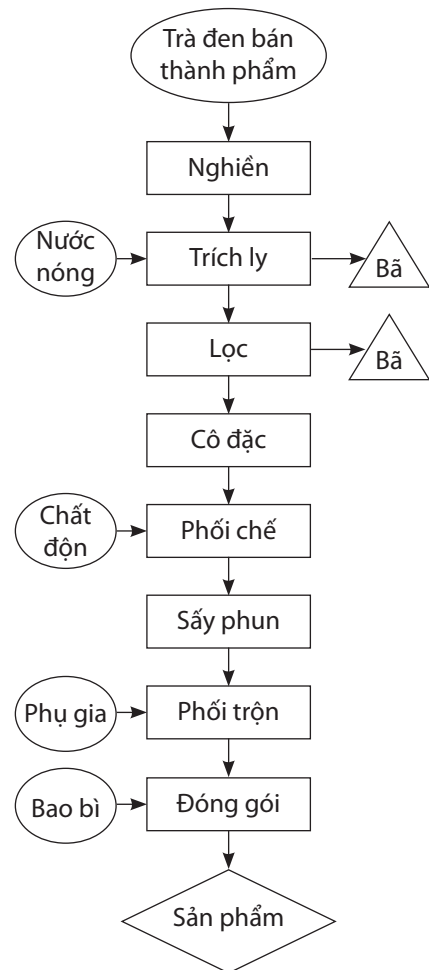 Trà đen bán
thành phẩm
Nghiền
Nước
nóng
Trích ly
Bã
Lọc
Bã
Cô đặc
Chất
độn
Phối chế
Sấy phun
Phụ gia
Phối trộn
Bao bì
Đóng gói
Sản phẩm